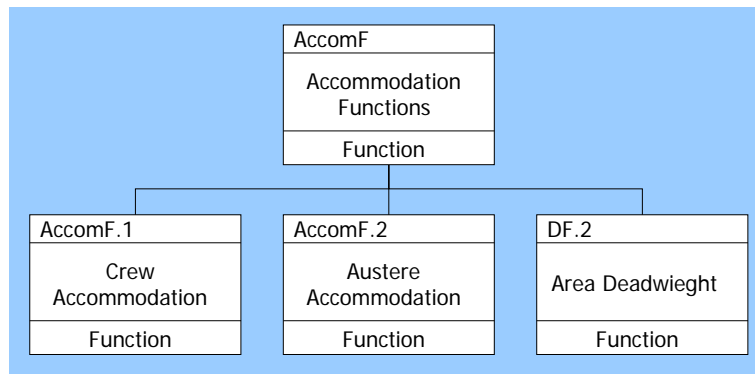 AccomF
Accommodation
Functions
Function
AccomF.1
Crew
Accommodation
Function
AccomF.2
Austere
Accommodation
Function
DF.2
Area Deadwieght
Function